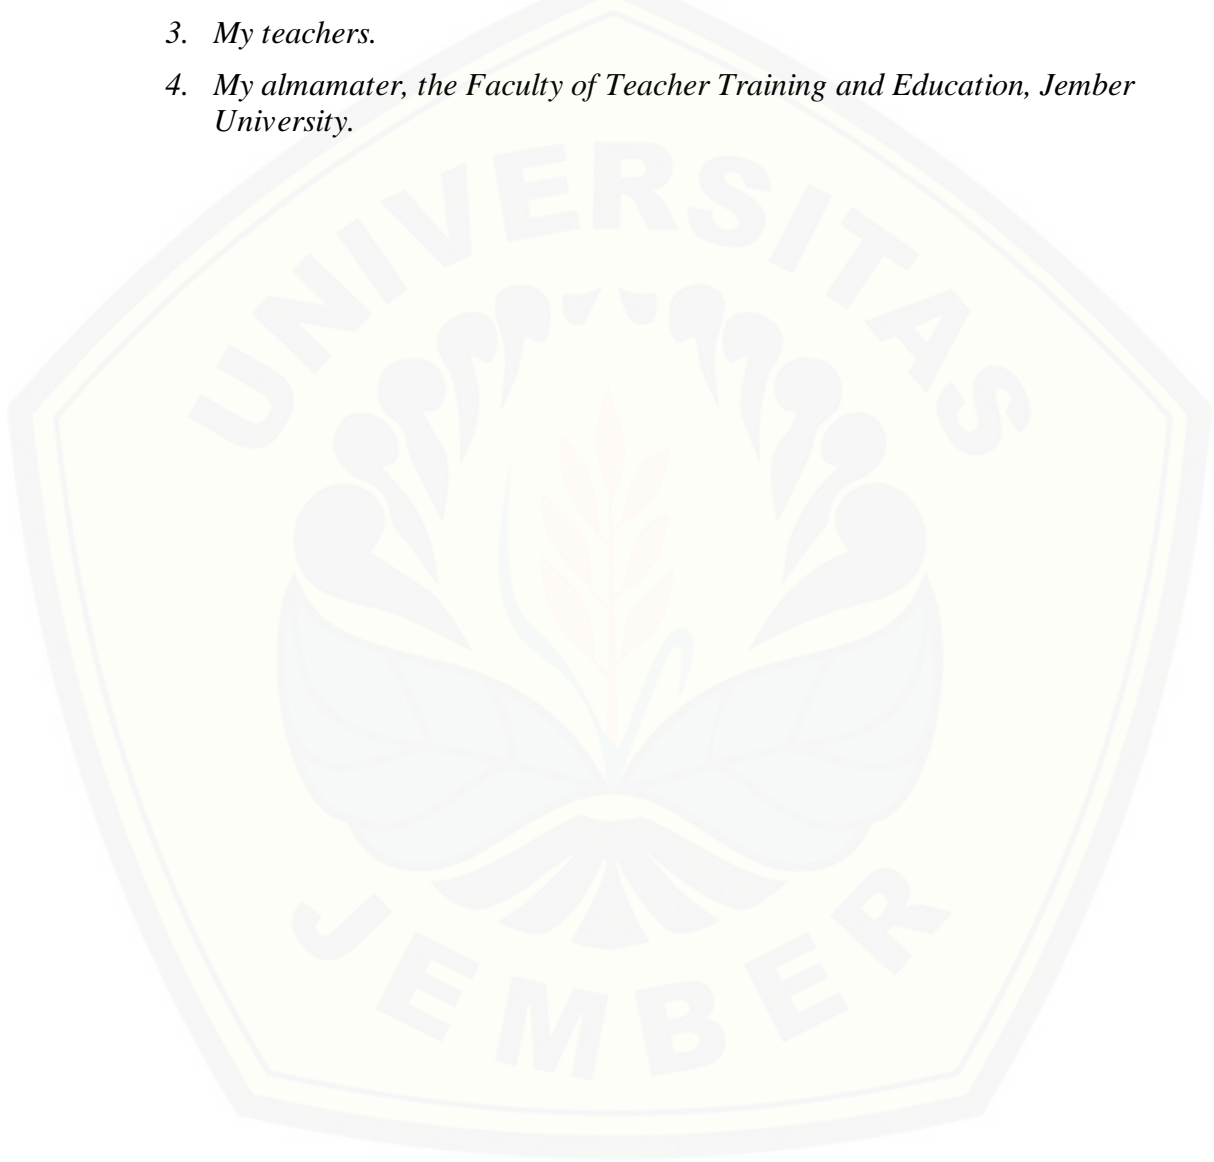 3. My teachers.
4. My almamater, the Faculty of Teacher Training and Education, Jember
University.
UNIVERSITAS
JEMBER